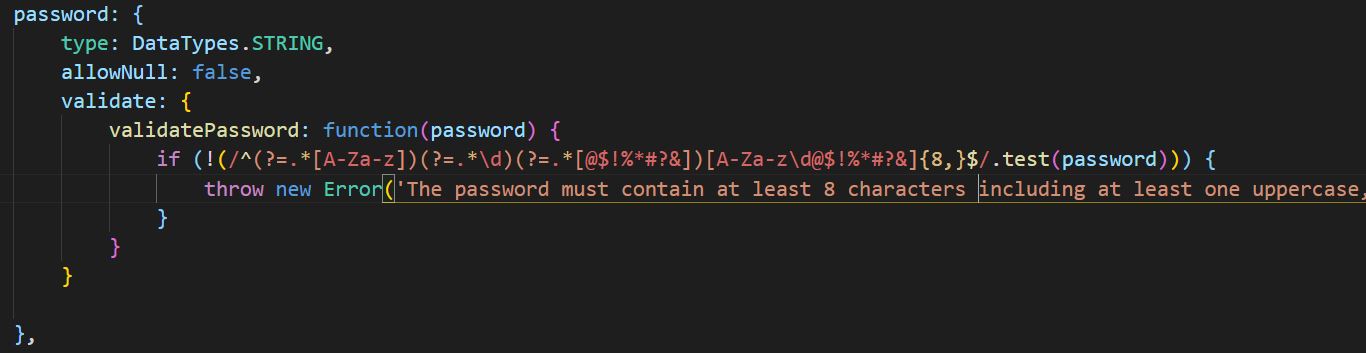 password: {
type: DataTypes.STRING,
allowNull: false,
validate: {
validatePassword: function(password) {
if (!(/^(?=.*[A-Za-z])(?=.*\d)(?=.*[@$!%*#?&])[A-Za-z\d@$!%*#?&]{8,}$/.test(password))) {
throw new Error('The password must contain at least 8 characters including at least one uppercase,
}
}
}
},